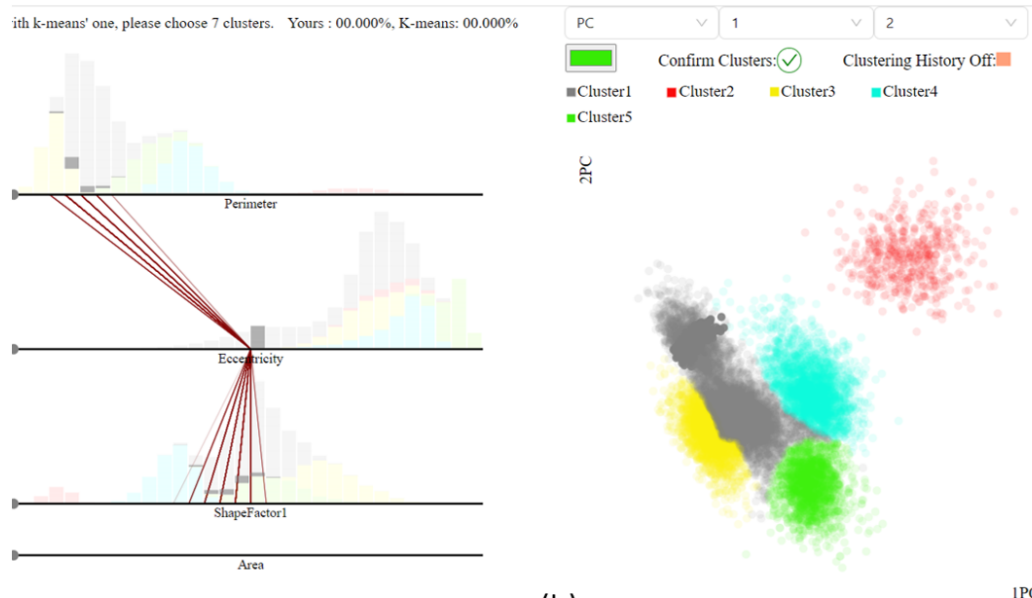 with k-means' one, please choose 7 clusters. Yours : 00.000%, K-means: 00.000%
PC 1 2
Confirm Clusters: Clustering History Off:
Cluster1 Cluster2 Cluster3 Cluster4
Cluster5
2PC
Perimeter
Eccentricity
ShapeFactor1
Area
1PC